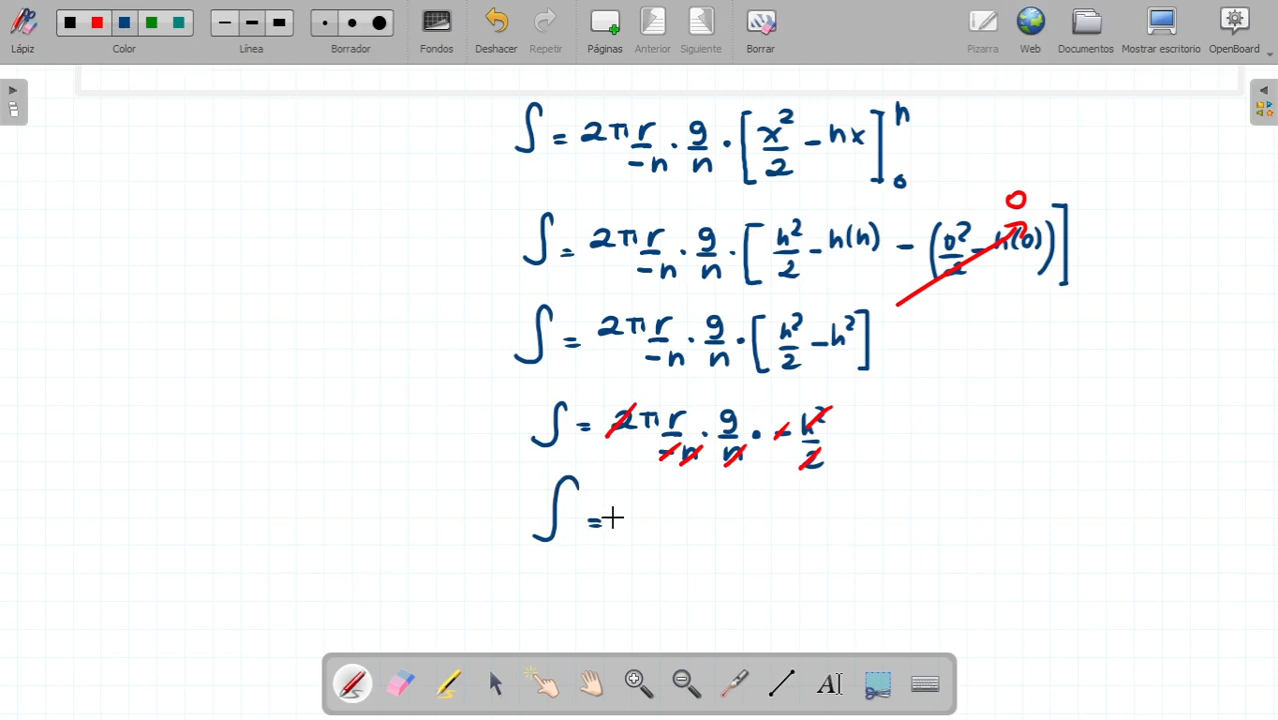 Lápiz Color Línea Borrador Fondos Deshacer Repetir Páginas Anterior Siguiente Borrar Pizarra Web Documentos Mostrar escritorio OpenBoard
∫ = 2π r/-h · g/h · [x²/2 - hx]₀ʰ
∫ = 2π r/-h · g/h · [h²/2 - h(h) - (0²/2 - h(0))] 0
∫ = 2π r/-h · g/h · [h²/2 - h²]
∫ = 2π r/-h · g/h · - h²/2
∫ =